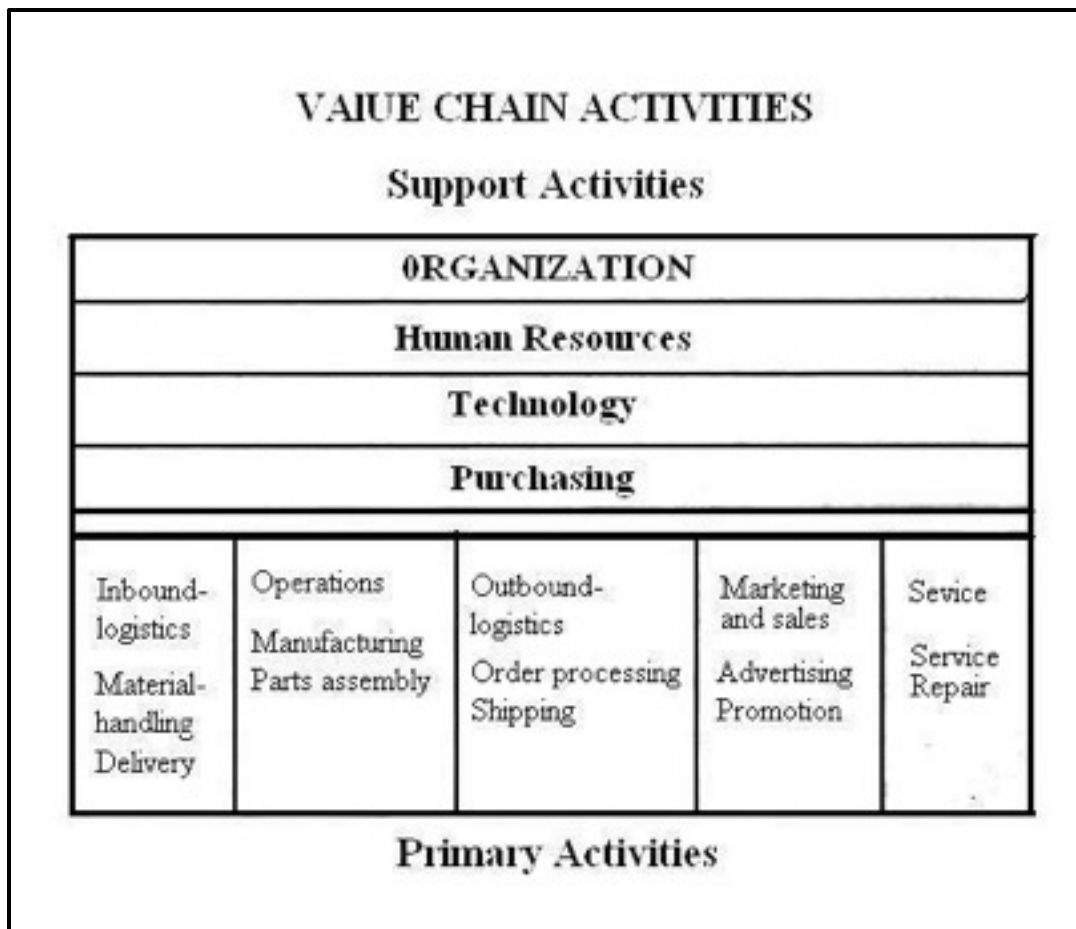 VAlUE CHAIN ACTIVITIES
Support Activities
0RGANIZATION
Human Resources
Technology
Purchasing
Inbound-
logistics
Material-
handling
Delivery
Operations
Manufacturing
Parts assembly
Outbound-
logistics
Order processing
Shipping
Marketing
and sales
Advertising
Promotion
Sevice
Service
Repair
Primary Activities